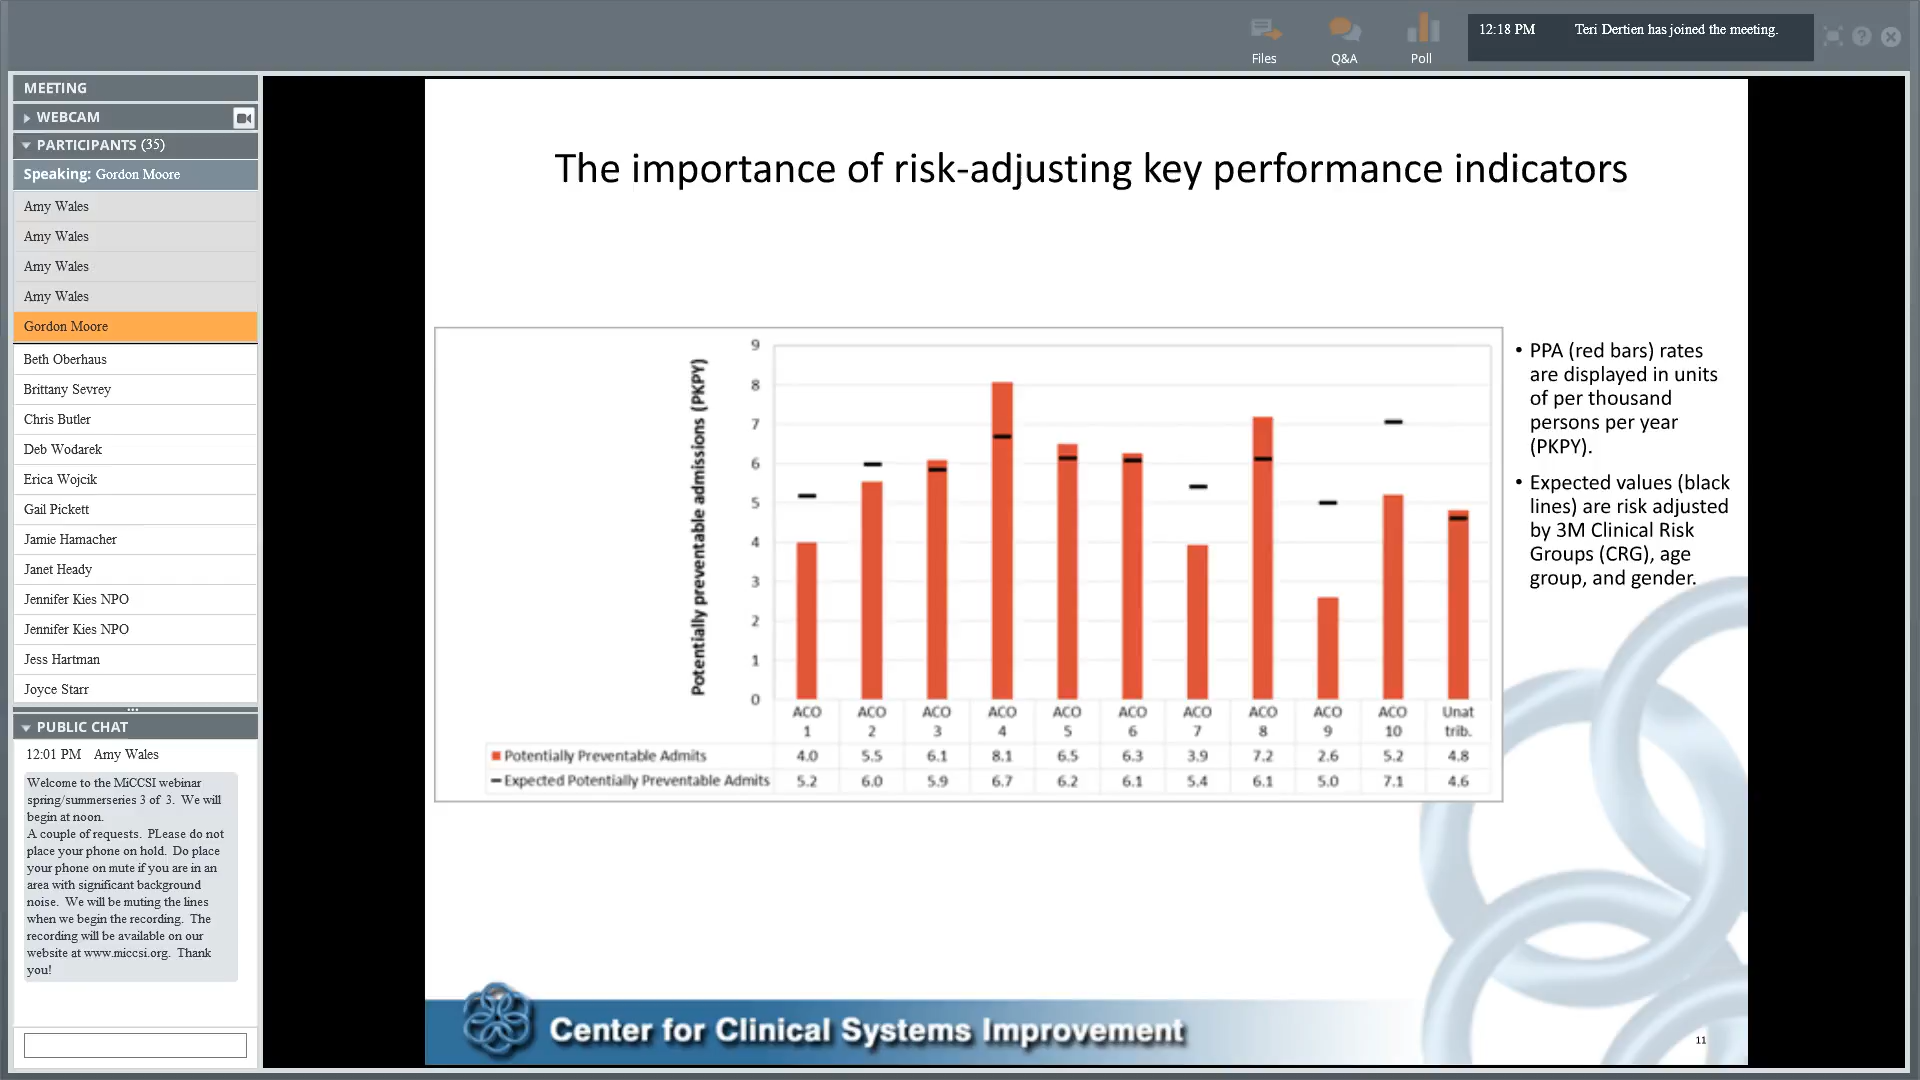 Files
Q&A
Poll
12:18 PM Teri Dertien has joined the meeting.
MEETING
WEBCAM
PARTICIPANTS (35)
Speaking: Gordon Moore
Amy Wales
Amy Wales
Amy Wales
Amy Wales
Gordon Moore
Beth Oberhaus
Brittany Sevrey
Chris Butler
Deb Wodarek
Erica Wojcik
Gail Pickett
Jamie Hamacher
Janet Heady
Jennifer Kies NPO
Jennifer Kies NPO
Jess Hartman
Joyce Starr
PUBLIC CHAT
12:01 PM Amy Wales
Welcome to the MiCCSI webinar
spring/summerseries 3 of 3. We will
begin at noon.
A couple of requests. PLease do not
place your phone on hold. Do place
your phone on mute if you are in an
area with significant background
noise. We will be muting the lines
when we begin the recording. The
recording will be available on our
website at www.miccsi.org. Thank
you!
The importance of risk-adjusting key performance indicators
Potentially preventable admissions (PKPY)
9
8
7
6
5
4
3
2
1
0
ACO ACO ACO ACO ACO ACO ACO ACO ACO ACO Unat
1 2 3 4 5 6 7 8 9 10 trib.
Potentially Preventable Admits 4.0 5.5 6.1 8.1 6.5 6.3 3.9 7.2 2.6 5.2 4.8
Expected Potentially Preventable Admits 5.2 6.0 5.9 6.7 6.2 6.1 5.4 6.1 5.0 7.1 4.6
• PPA (red bars) rates
are displayed in units
of per thousand
persons per year
(PKPY).
• Expected values (black
lines) are risk adjusted
by 3M Clinical Risk
Groups (CRG), age
group, and gender.
Center for Clinical Systems Improvement
11